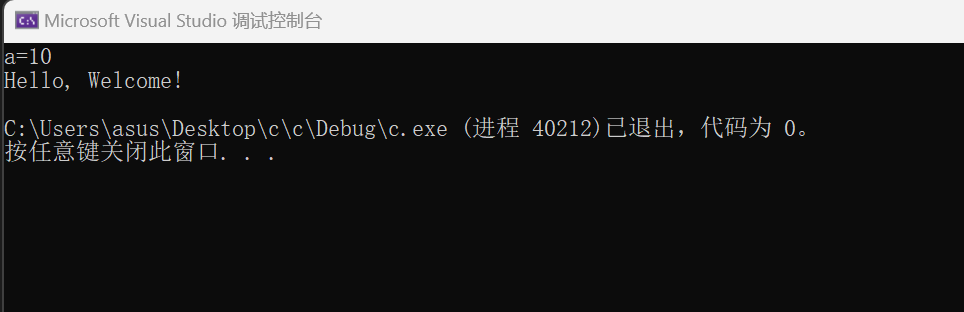 Microsoft Visual Studio 调试控制台
a=10
Hello, Welcome!
C:\Users\asus\Desktop\c\c\Debug\c.exe (进程 40212)已退出，代码为 0。
按任意键关闭此窗口. . .